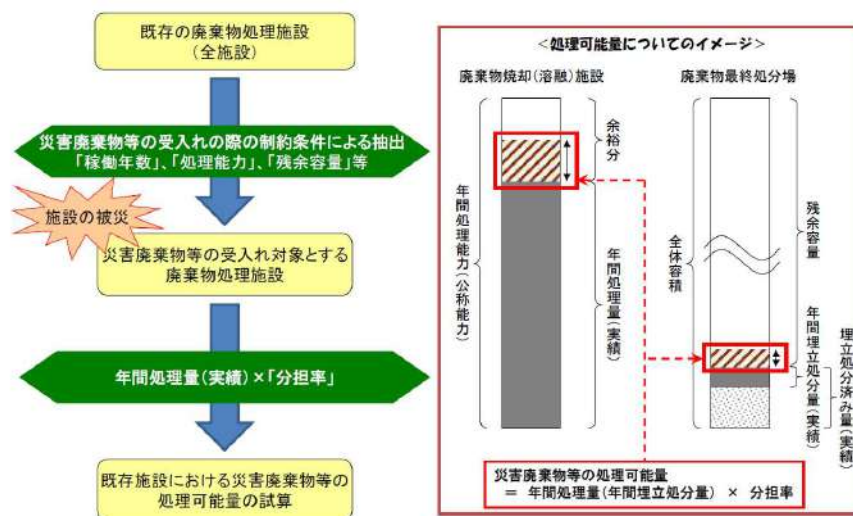 既存の廃棄物処理施設
(全施設)
災害廃棄物等の受入れの際の制約条件による抽出
「稼働年数」、「処理能力」、「残余容量」等
施設の被災
災害廃棄物等の受入れ対象とする
廃棄物処理施設
年間処理量(実績)×「分担率」
既存施設における災害廃棄物等の
処理可能量の試算
<処理可能量についてのイメージ>
廃棄物焼却(溶融)施設
年間処理能力(公称能力)
余裕分
年間処理量(実績)
廃棄物最終処分場
全体容積
残余容量
年間埋立処分量(実績)
埋立処分済み量(実績)
災害廃棄物等の処理可能量
= 年間処理量(年間埋立処分量) × 分担率